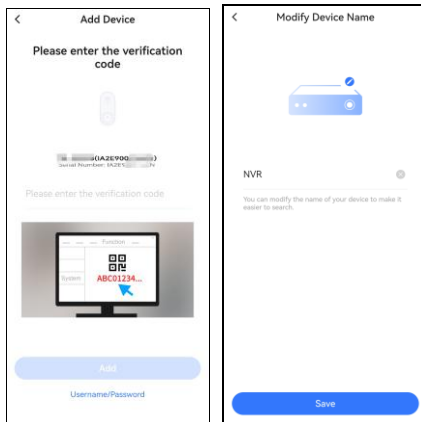 Add Device
Please enter the verification
code
(IA2E900
Serial Number:
Please enter the verification code
Function
System
ABC01234...
Add
Username/Password
Modify Device Name
NVR
You can modify the name of your device to make it
easier to search.
Save